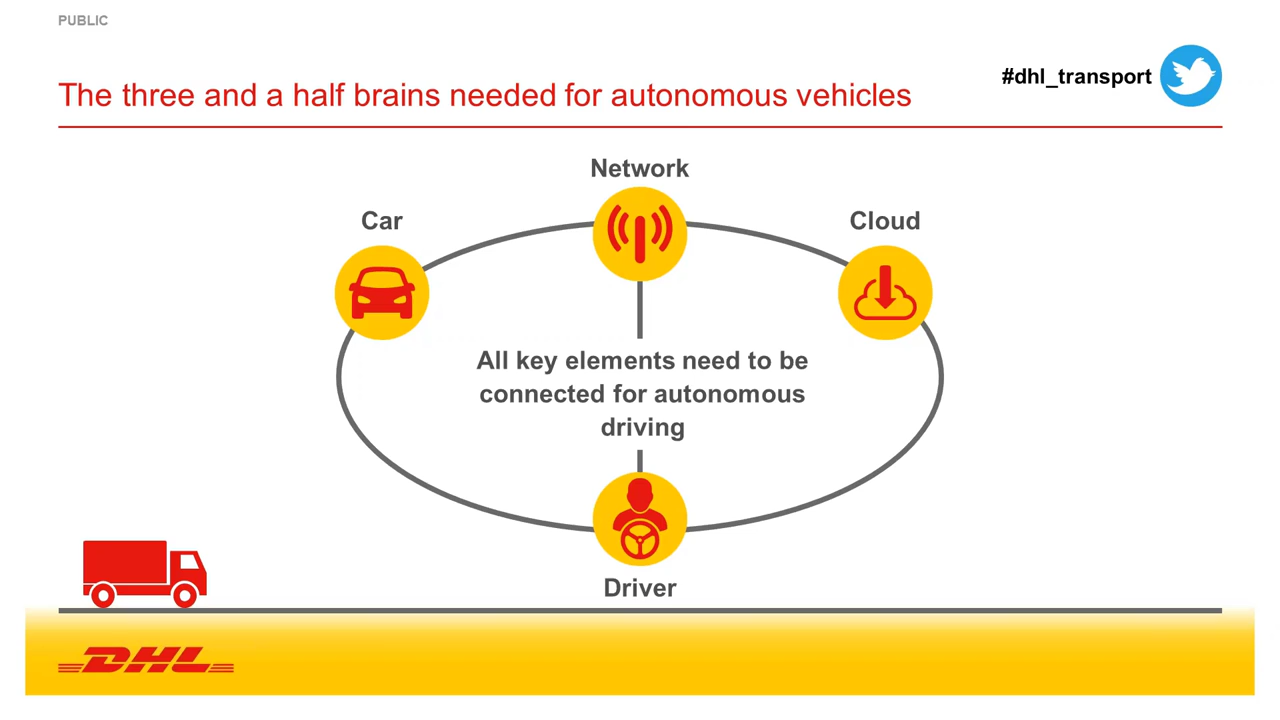 PUBLIC
#dhl_transport
The three and a half brains needed for autonomous vehicles
Network
Car
Cloud
All key elements need to be
connected for autonomous
driving
Driver
DHL